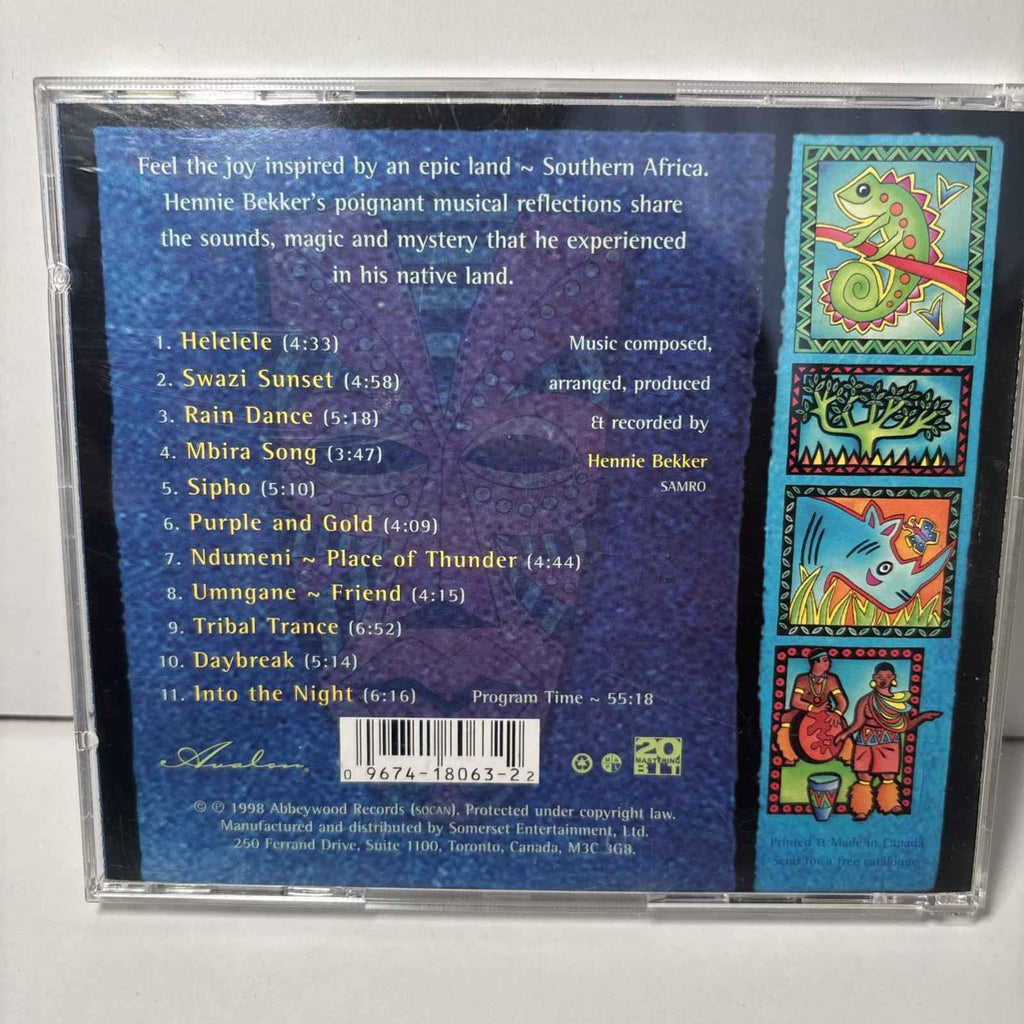 Feel the joy inspired by an epic land ~ Southern Africa.
Hennie Bekker's poignant musical reflections share
the sounds, magic and mystery that he experienced
in his native land.
1. Helelele (4:33)
2. Swazi Sunset (4:58)
3. Rain Dance (5:18)
4. Mbira Song (3:47)
5. Sipho (5:10)
6. Purple and Gold (4:09)
7. Ndumeni ~ Place of Thunder (4:44)
8. Umngane ~ Friend (4:15)
9. Tribal Trance (6:52)
10. Daybreak (5:14)
11. Into the Night (6:16)
Program Time ~ 55:18
Music composed,
arranged, produced
& recorded by
Hennie Bekker
SAMRO
Avalon®
0 9674-18063-2 2
20
MASTERING
BIT
© ℗ 1998 Abbeywood Records (SOCAN). Protected under copyright law.
Manufactured and distributed by Somerset Entertainment, Ltd.
250 Ferrand Drive, Suite 1100, Toronto, Canada, M3C 3G8.
Printed & Made in Canada
Send for a free catalogue